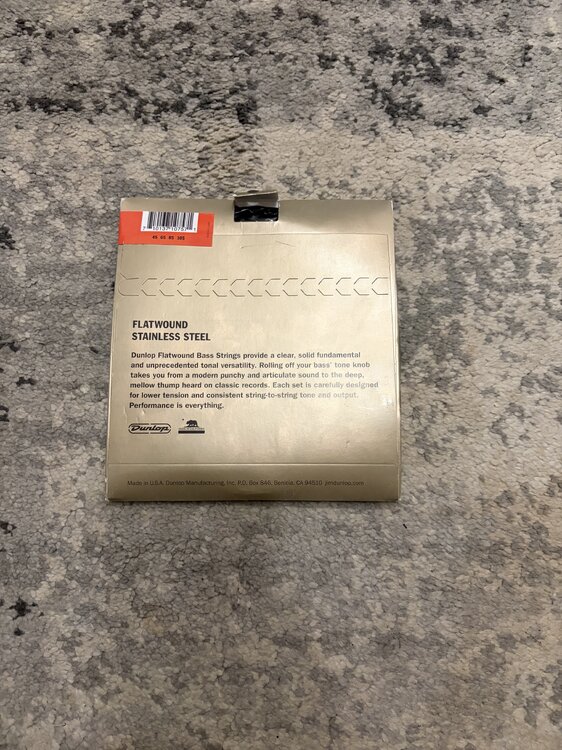 45 65 85 105
FLATWOUND
STAINLESS STEEL
Dunlop Flatwound Bass Strings provide a clear, solid fundamental
and unprecedented tonal versatility. Rolling off your bass' tone knob
takes you from a modern punchy and articulate sound to the deep,
mellow thump heard on classic records. Each set is carefully designed
for lower tension and consistent string-to-string tone and output.
Performance is everything.
Dunlop
Made in U.S.A. Dunlop Manufacturing, Inc. P.O. Box 846, Benicia, CA 94510 jimdunlop.com